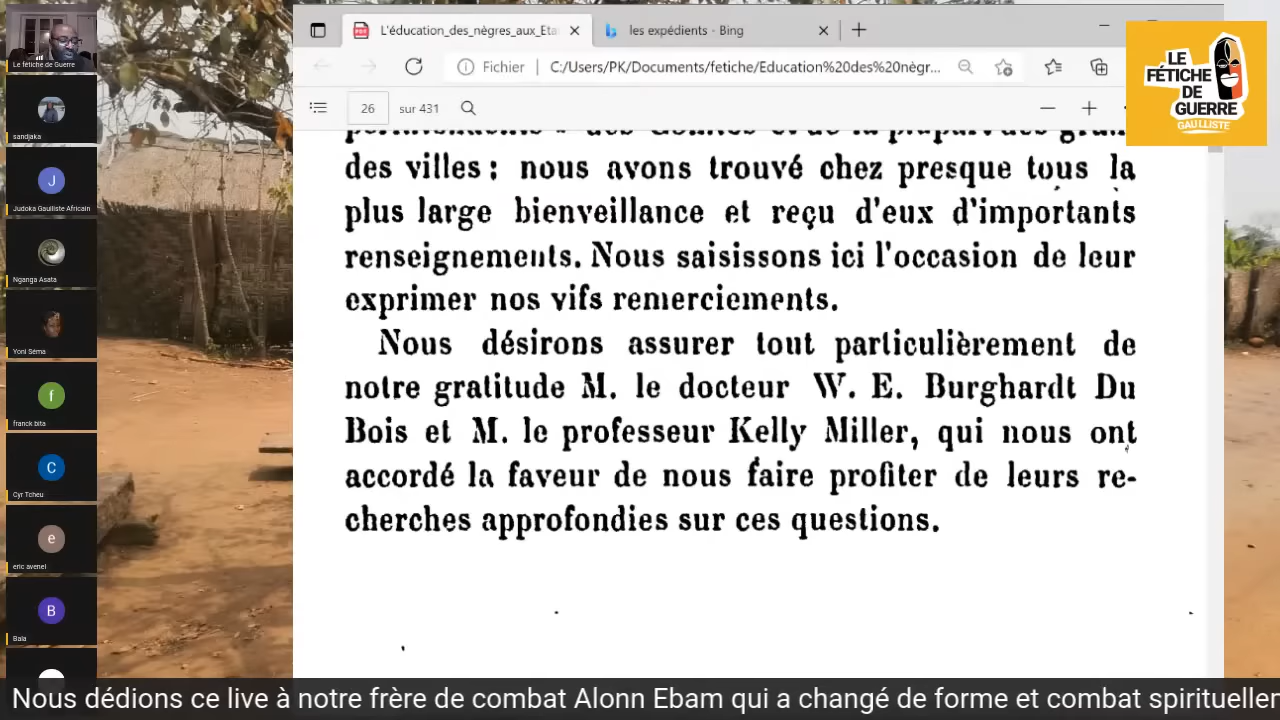 L'éducation_des_nègres_aux_Eta
les expédients - Bing
Fichier
C:/Users/PK/Documents/fetiche/Education%20des%20nègr...
26
sur 431
LE
FÉTICHE
DE
GUERRE
GAULLISTE
des villes ; nous avons trouvé chez presque tous la
plus large bienveillance et reçu d'eux d'importants
renseignements. Nous saisissons ici l'occasion de leur
exprimer nos vifs remerciements.
Nous désirons assurer tout particulièrement de
notre gratitude M. le docteur W. E. Burghardt Du
Bois et M. le professeur Kelly Miller, qui nous ont
accordé la faveur de nous faire profiter de leurs re-
cherches approfondies sur ces questions.
Le fétiche de Guerre
sandjaka
J
Judoka Gaulliste Africain
Nganga Asata
Yoni Séma
f
franck bita
C
Cyr Tcheu
e
eric avenel
B
Bala
Nous dédions ce live à notre frère de combat Alonn Ebam qui a changé de forme et combat spirituellem